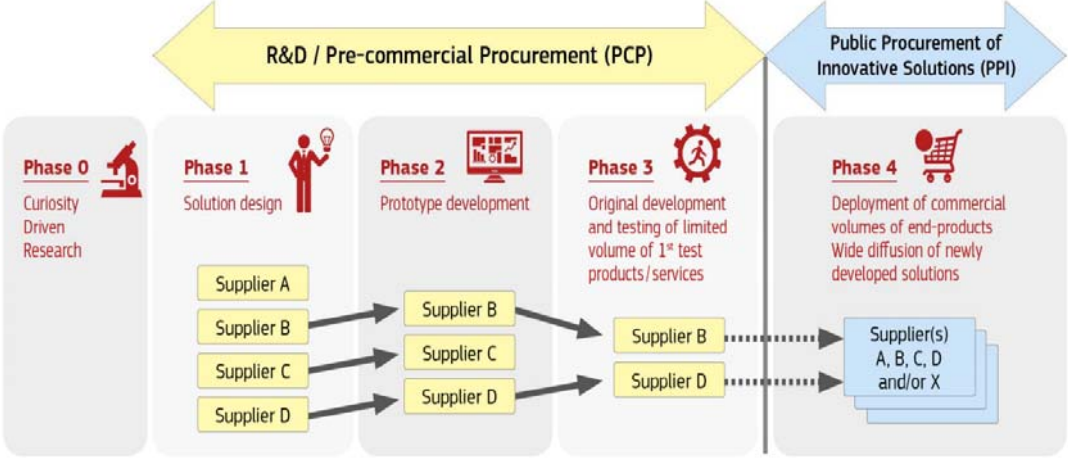 R&D / Pre-commercial Procurement (PCP)
Public Procurement of
Innovative Solutions (PPI)
Phase 0
Curiosity
Driven
Research
Phase 1
Solution design
Supplier A
Supplier B
Supplier C
Supplier D
Phase 2
Prototype development
Supplier B
Supplier C
Supplier D
Phase 3
Original development
and testing of limited
volume of 1st test
products/services
Supplier B
Supplier D
Phase 4
Deployment of commercial
volumes of end-products
Wide diffusion of newly
developed solutions
Supplier(s)
A, B, C, D
and/or X